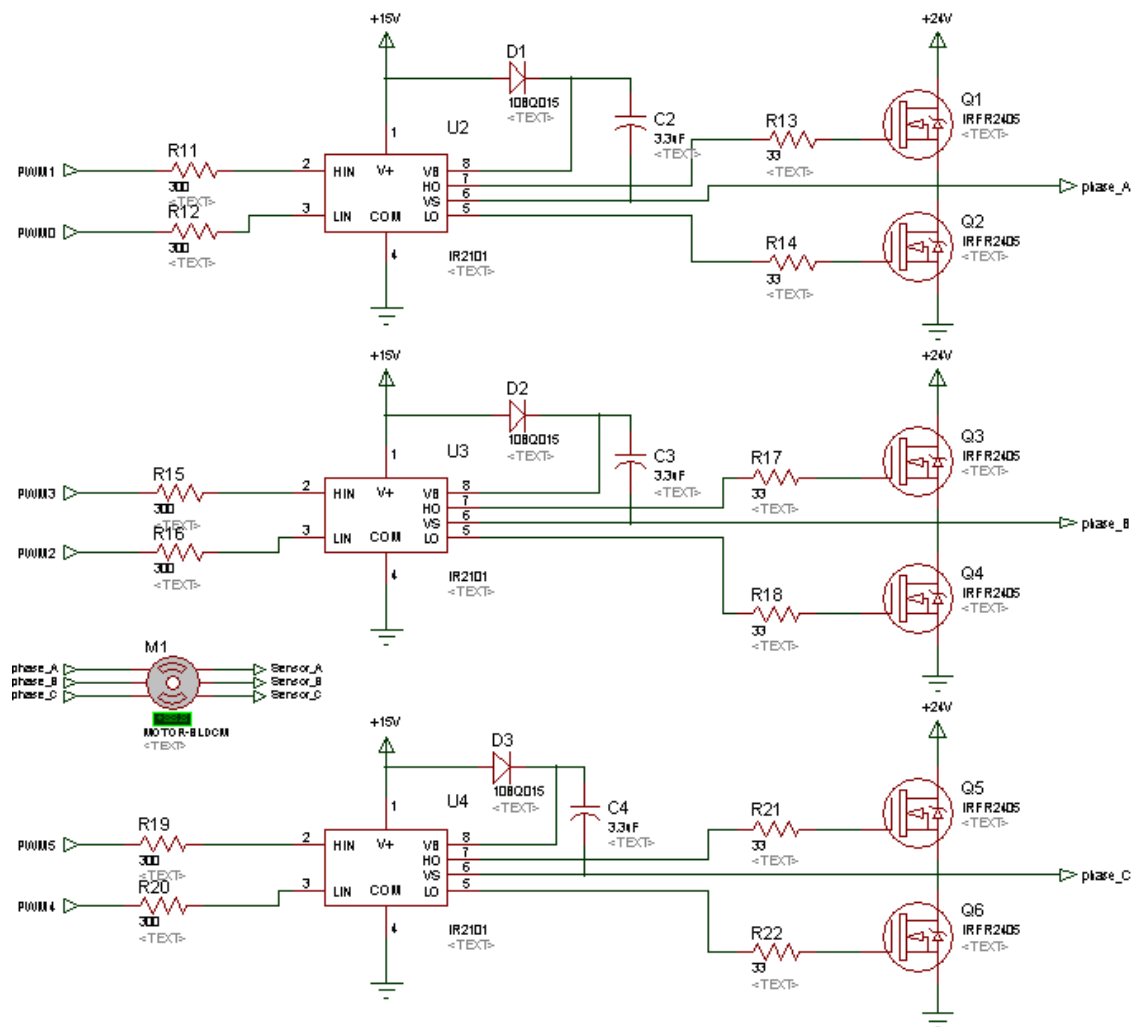 +15V
+24V
D1
10BQ015
<TEXT>
C2
3.3uF
<TEXT>
Q1
IRFR2405
<TEXT>
R13
33
<TEXT>
U2
1
R11
300
<TEXT>
PWM1
2
HIN
V+
VB
8
HO
7
VS
6
LO
5
phase_A
R12
300
<TEXT>
PWM0
3
LIN
COM
4
IR2101
<TEXT>
R14
33
<TEXT>
Q2
IRFR2405
<TEXT>
+15V
+24V
D2
10BQ015
<TEXT>
C3
3.3uF
<TEXT>
Q3
IRFR2405
<TEXT>
R17
33
<TEXT>
U3
1
R15
300
<TEXT>
PWM3
2
HIN
V+
VB
8
HO
7
VS
6
LO
5
phase_B
R16
300
<TEXT>
PWM2
3
LIN
COM
4
IR2101
<TEXT>
R18
33
<TEXT>
Q4
IRFR2405
<TEXT>
M1
phase_A
phase_B
phase_C
Sensor_A
Sensor_B
Sensor_C
MOTOR-BLDCM
<TEXT>
+15V
+24V
D3
10BQ015
<TEXT>
C4
3.3uF
<TEXT>
Q5
IRFR2405
<TEXT>
R21
33
<TEXT>
U4
1
R19
300
<TEXT>
PWM5
2
HIN
V+
VB
8
HO
7
VS
6
LO
5
phase_C
R20
300
<TEXT>
PWM4
3
LIN
COM
4
IR2101
<TEXT>
R22
33
<TEXT>
Q6
IRFR2405
<TEXT>